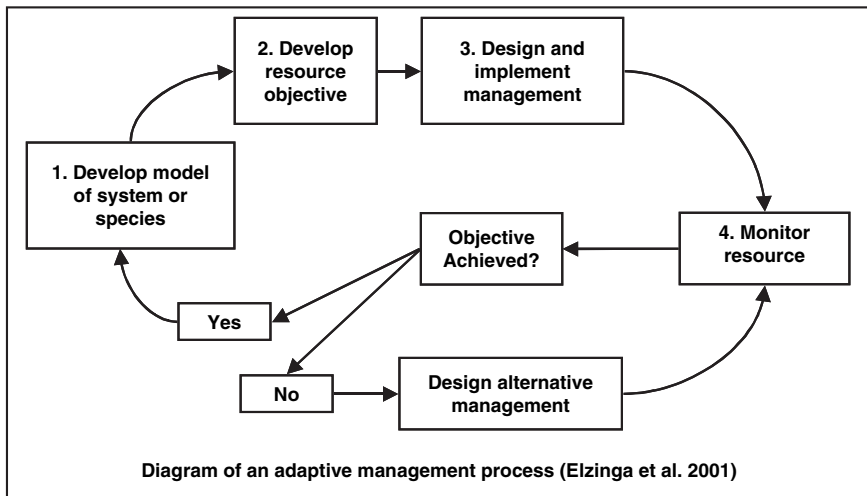 2. Develop
resource
objective
3. Design and
implement
management
1. Develop model
of system or
species
Objective
Achieved?
4. Monitor
resource
Yes
No
Design alternative
management
Diagram of an adaptive management process (Elzinga et al. 2001)